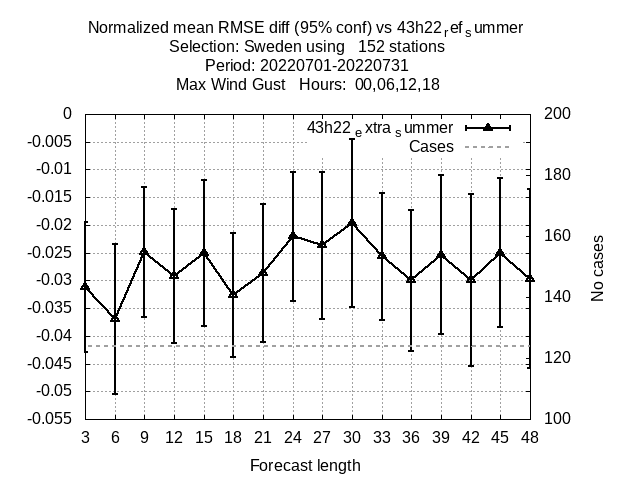 Normalized mean RMSE diff (95% conf) vs 43h22refsummer
Selection: Sweden using 152 stations
Period: 20220701-20220731
Max Wind Gust Hours: 00,06,12,18
43h22extrasummer
Cases
0
-0.005
-0.01
-0.015
-0.02
-0.025
-0.03
-0.035
-0.04
-0.045
-0.05
-0.055
200
180
160
140
120
100
No cases
3 6 9 12 15 18 21 24 27 30 33 36 39 42 45 48
Forecast length